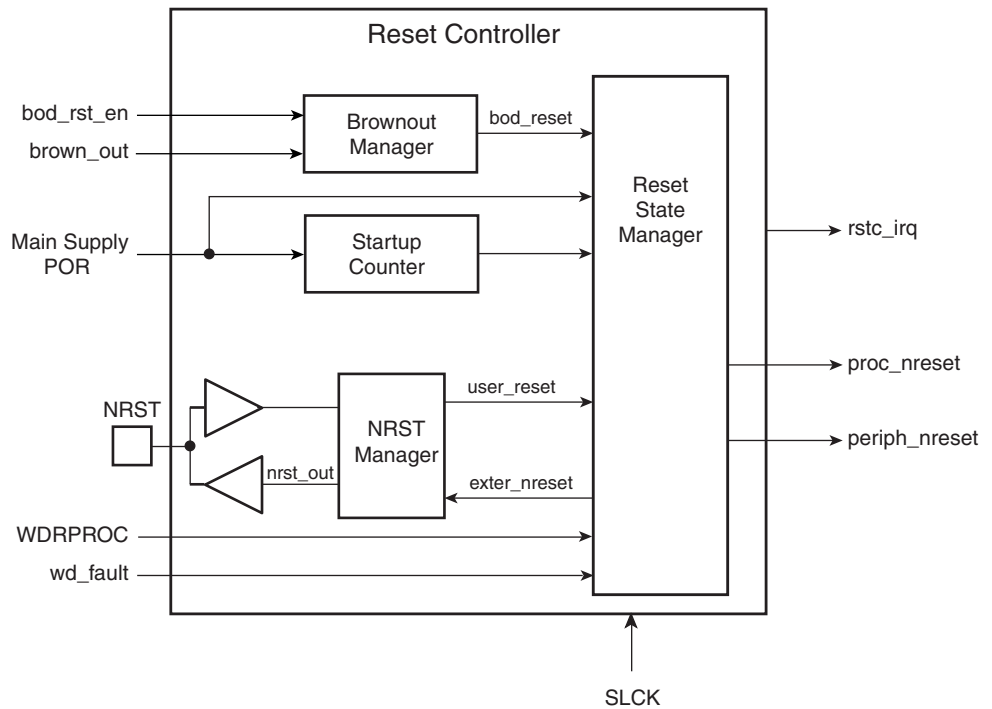 Reset Controller
bod_rst_en
brown_out
Brownout
Manager
bod_reset
Main Supply
POR
Startup
Counter
Reset
State
Manager
rstc_irq
proc_nreset
periph_nreset
NRST
NRST
Manager
user_reset
nrst_out
exter_nreset
WDRPROC
wd_fault
SLCK